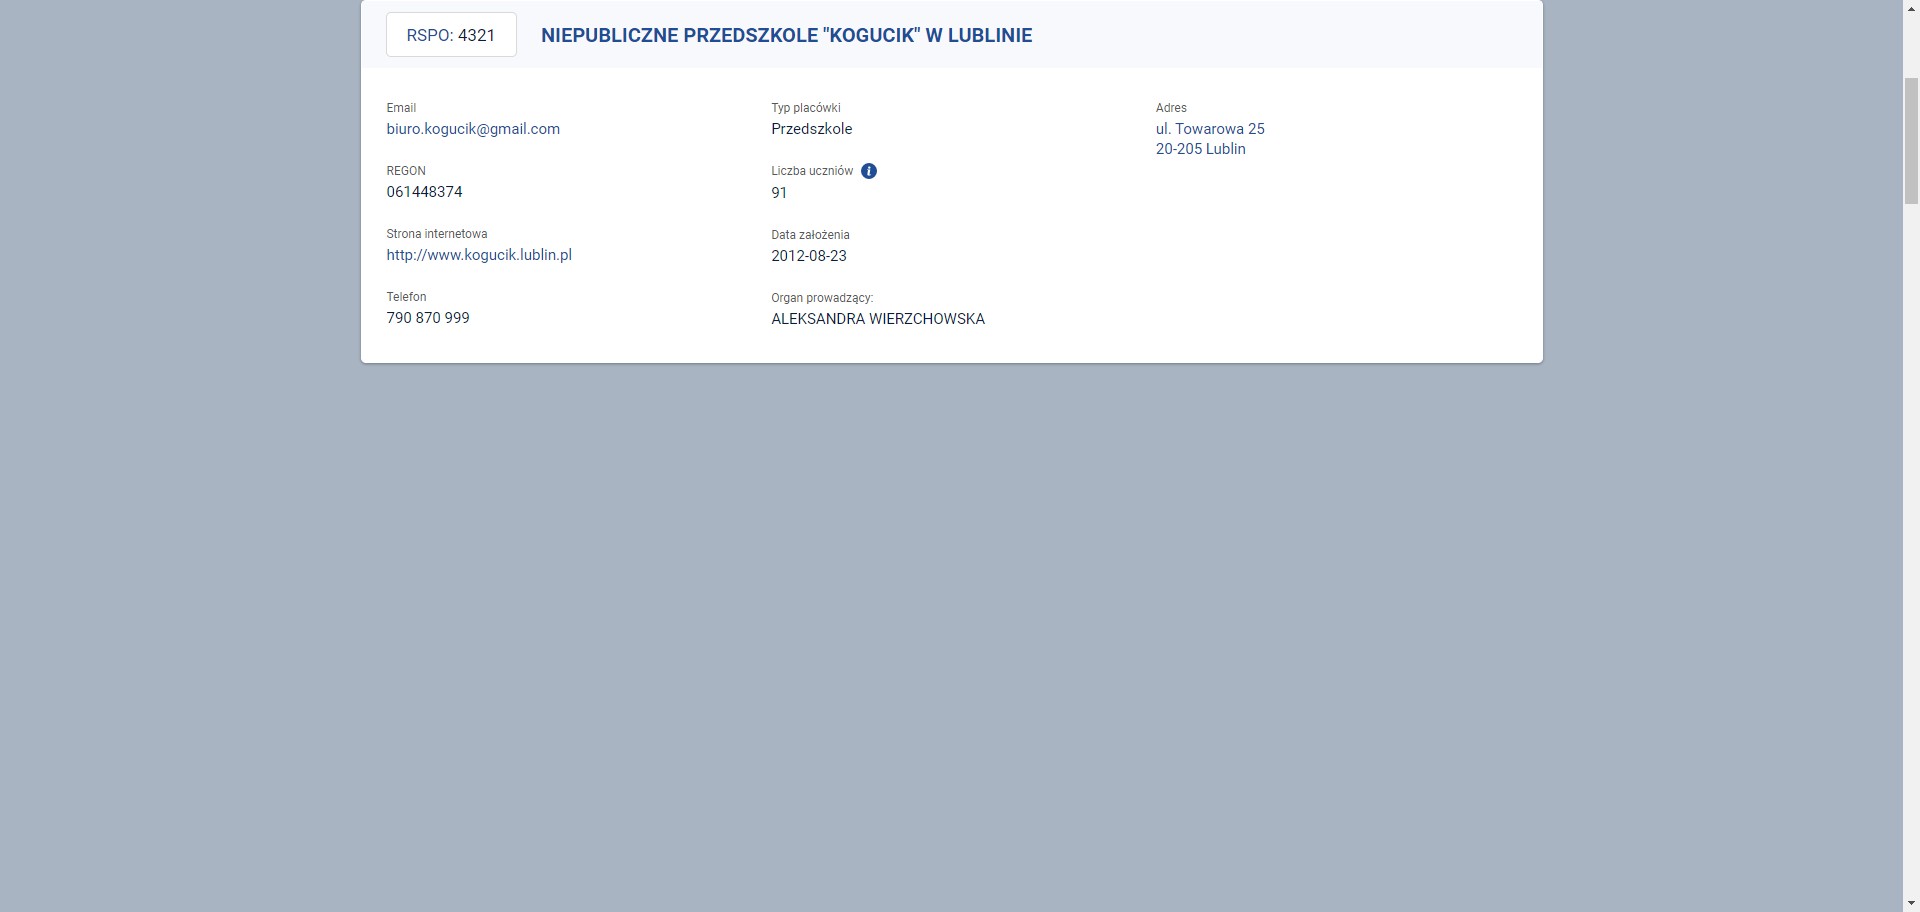 RSPO: 4321
NIEPUBLICZNE PRZEDSZKOLE "KOGUCIK" W LUBLINIE
Email
biuro.kogucik@gmail.com
REGON
061448374
Strona internetowa
http://www.kogucik.lublin.pl
Telefon
790 870 999
Typ placówki
Przedszkole
Liczba uczniów
91
Data założenia
2012-08-23
Organ prowadzący:
ALEKSANDRA WIERZCHOWSKA
Adres
ul. Towarowa 25
20-205 Lublin